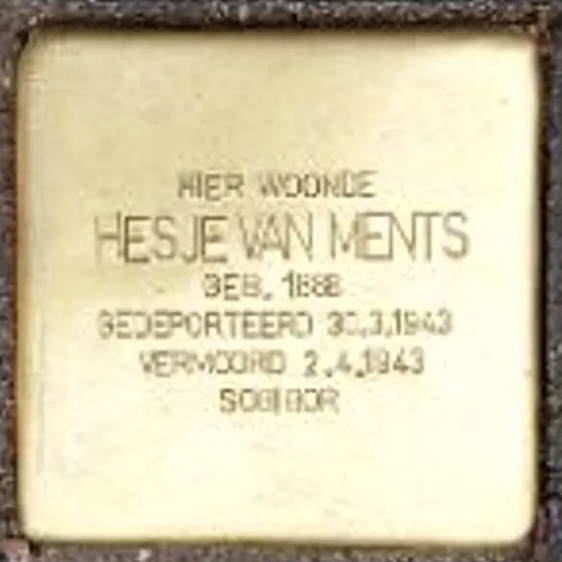 HIER WOONDE
HESJE VAN MENTS
GEB. 1888
GEDEPORTEERD 30.3.1943
VERMOORD 2.4.1943
SOBIBOR